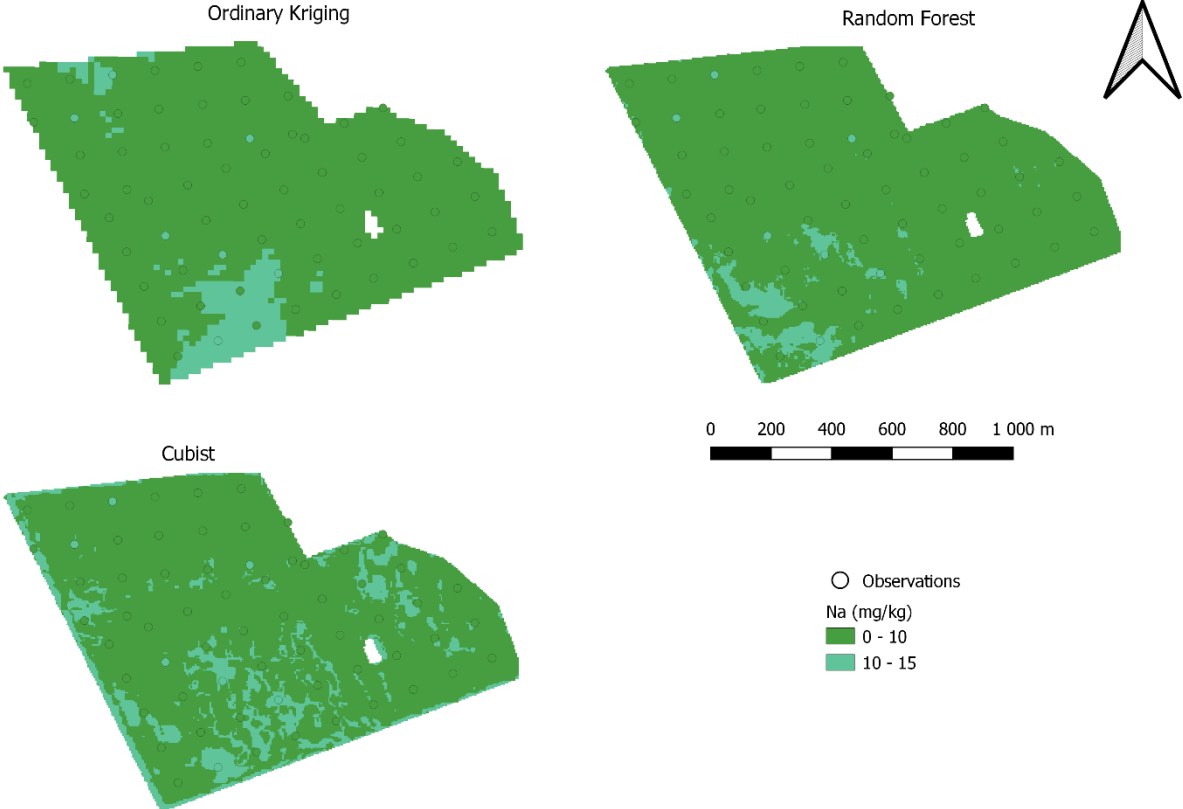 Ordinary Kriging
Random Forest
0 200 400 600 800 1 000 m
Cubist
Observations
Na (mg/kg)
0 - 10
10 - 15